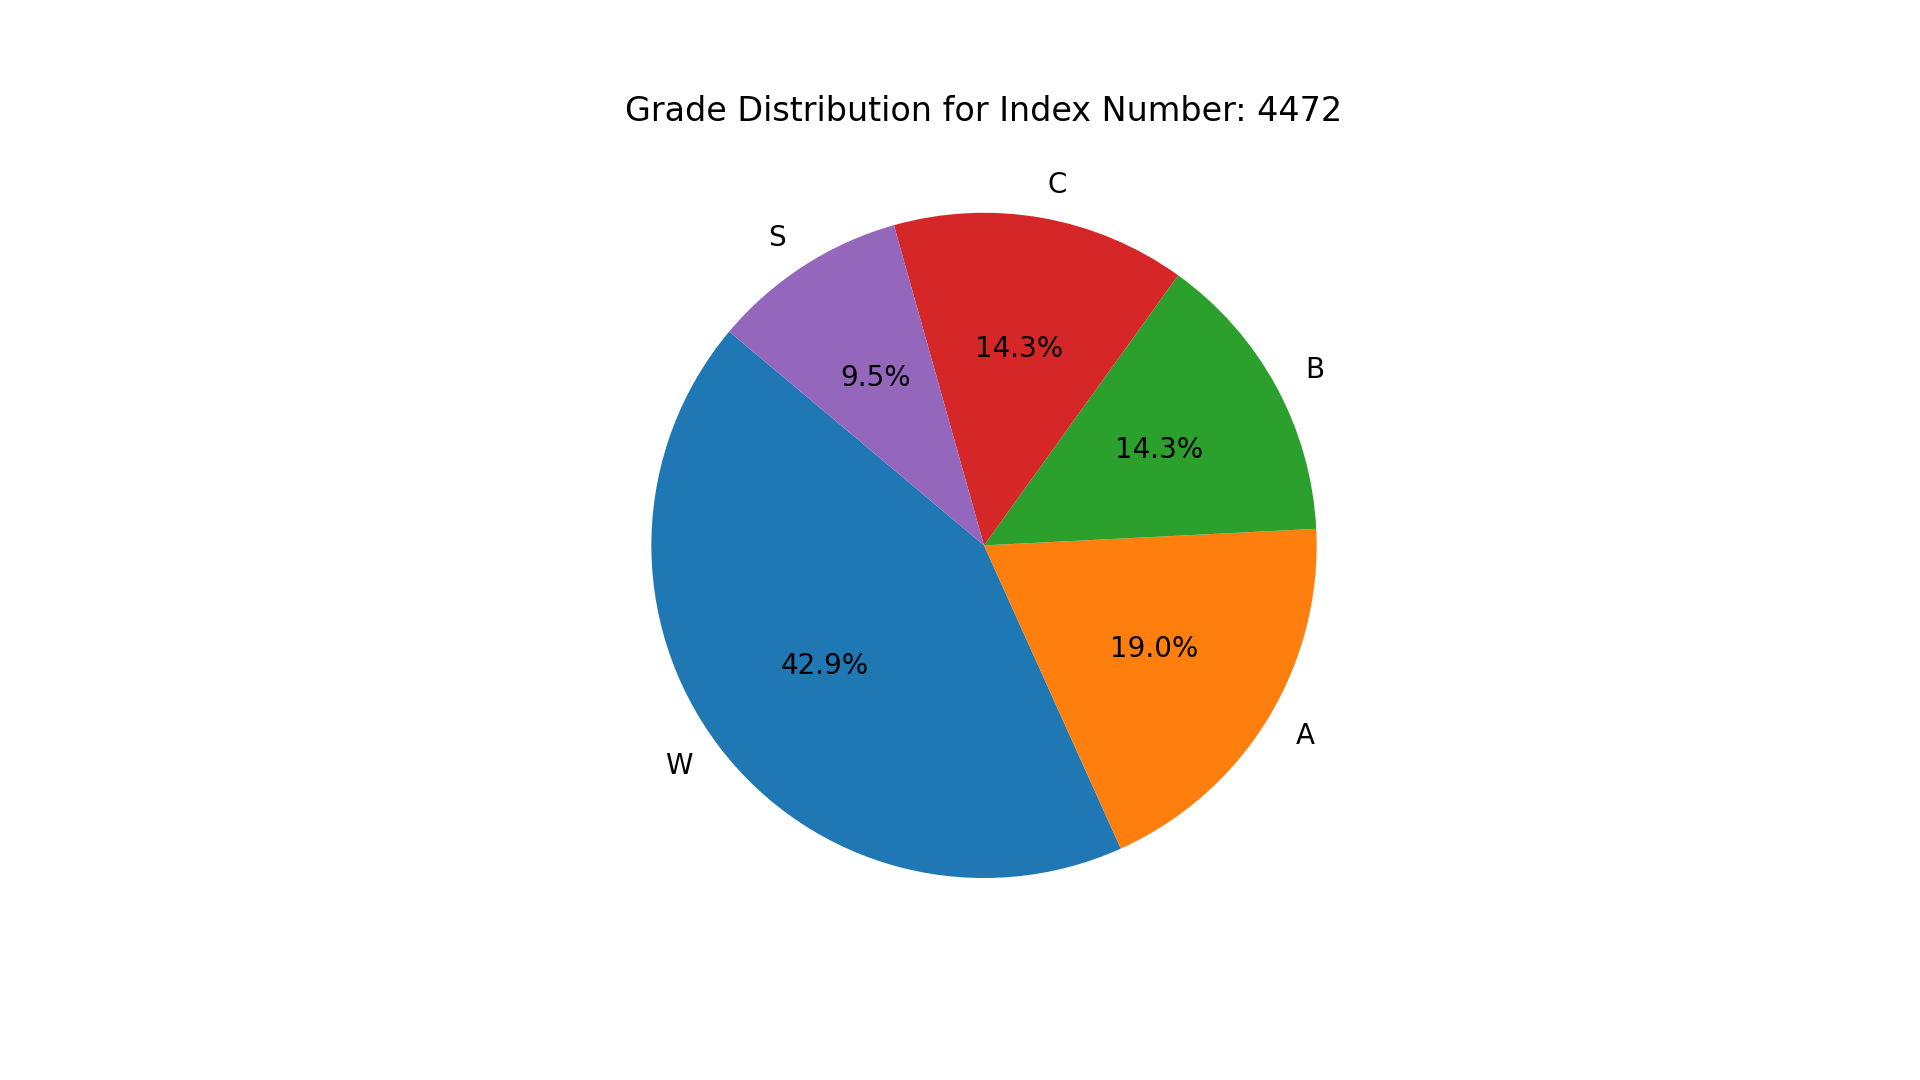 Grade Distribution for Index Number: 4472
C
S
14.3%
B
9.5%
14.3%
19.0%
42.9%
A
W